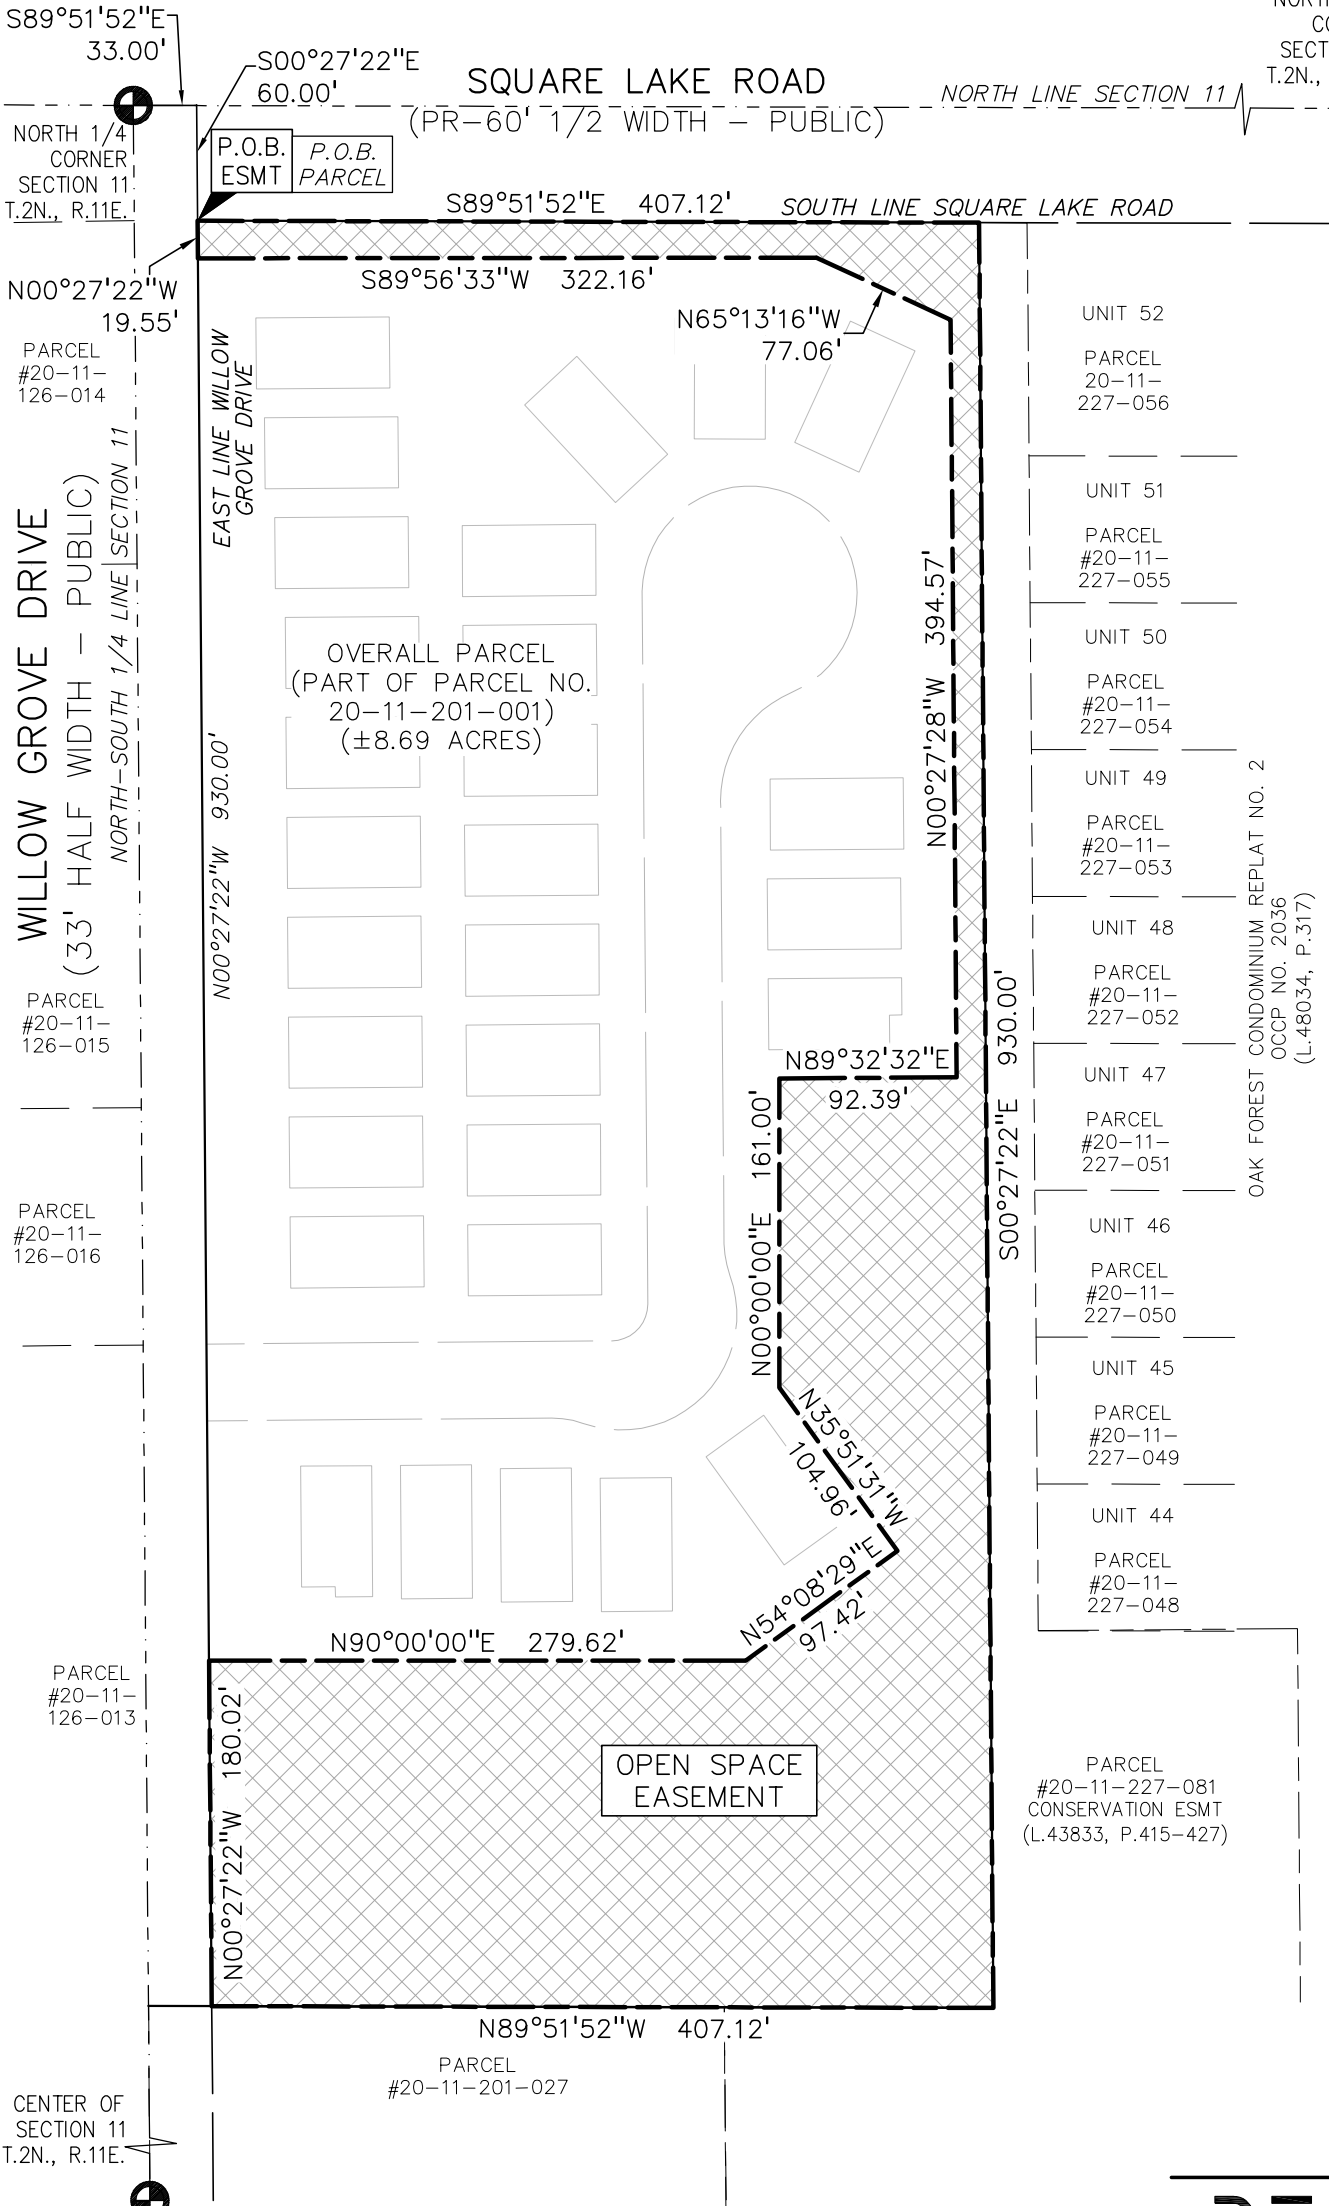 S89°51'52"E
33.00'
S00°27'22"E
60.00'
SQUARE LAKE ROAD
(PR-60' 1/2 WIDTH - PUBLIC)
NORTH LINE SECTION 11
T.2N.,
NORTH 1/4
CORNER
SECTION 11
T.2N., R.11E.
P.O.B.
ESMT
P.O.B.
PARCEL
S89°51'52"E 407.12'
SOUTH LINE SQUARE LAKE ROAD
N00°27'22"W
19.55'
S89°56'33"W 322.16'
N65°13'16"W
77.06'
PARCEL
#20-11-
126-014
EAST LINE WILLOW
GROVE DRIVE
WILLOW GROVE DRIVE
(33' HALF WIDTH - PUBLIC)
NORTH-SOUTH 1/4 LINE SECTION 11
N00°27'22"W 930.00'
OVERALL PARCEL
(PART OF PARCEL NO.
20-11-201-001)
(±8.69 ACRES)
N00°27'28"W 394.57'
UNIT 52
PARCEL
20-11-
227-056
UNIT 51
PARCEL
#20-11-
227-055
UNIT 50
PARCEL
#20-11-
227-054
UNIT 49
PARCEL
#20-11-
227-053
UNIT 48
PARCEL
#20-11-
227-052
UNIT 47
PARCEL
#20-11-
227-051
UNIT 46
PARCEL
#20-11-
227-050
UNIT 45
PARCEL
#20-11-
227-049
UNIT 44
PARCEL
#20-11-
227-048
OAK FOREST CONDOMINIUM REPLAT NO. 2
OCCP NO. 2036
(L.48034, P.317)
PARCEL
#20-11-
126-015
N89°32'32"E
92.39'
S00°27'22"E 930.00'
N00°00'00"E 161.00'
PARCEL
#20-11-
126-016
N35°51'31"W
104.96'
N54°08'29"E
97.42'
N90°00'00"E 279.62'
PARCEL
#20-11-
126-013
N00°27'22"W 180.02'
OPEN SPACE
EASEMENT
PARCEL
#20-11-227-081
CONSERVATION ESMT
(L.43833, P.415-427)
N89°51'52"W 407.12'
PARCEL
#20-11-201-027
CENTER OF
SECTION 11
T.2N., R.11E.